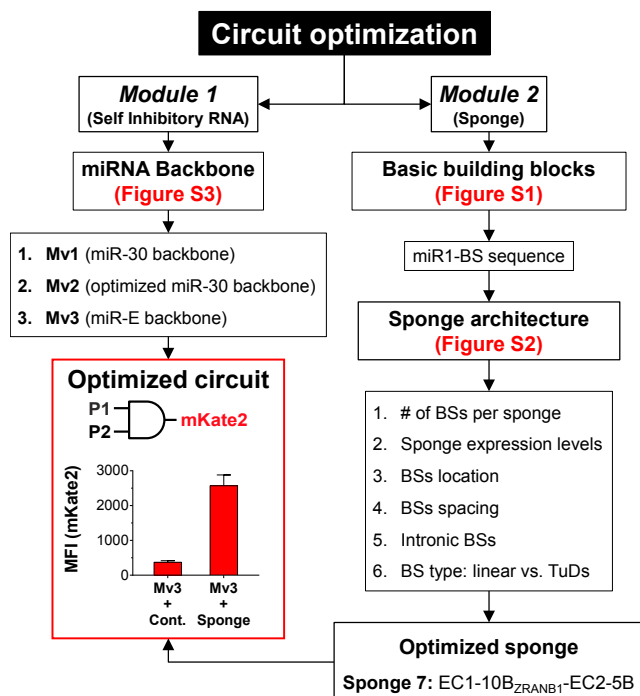 Circuit optimization
Module 1
(Self Inhibitory RNA)
miRNA Backbone
(Figure S3)
1. Mv1 (miR-30 backbone)
2. Mv2 (optimized miR-30 backbone)
3. Mv3 (miR-E backbone)
Optimized circuit
P1
P2
mKate2
MFI (mKate2)
3000
2000
1000
0
Mv3
+
Cont.
Mv3
+
Sponge
Module 2
(Sponge)
Basic building blocks
(Figure S1)
miR1-BS sequence
Sponge architecture
(Figure S2)
1. # of BSs per sponge
2. Sponge expression levels
3. BSs location
4. BSs spacing
5. Intronic BSs
6. BS type: linear vs. TuDs
Optimized sponge
Sponge 7: EC1-10BZRANB1-EC2-5B